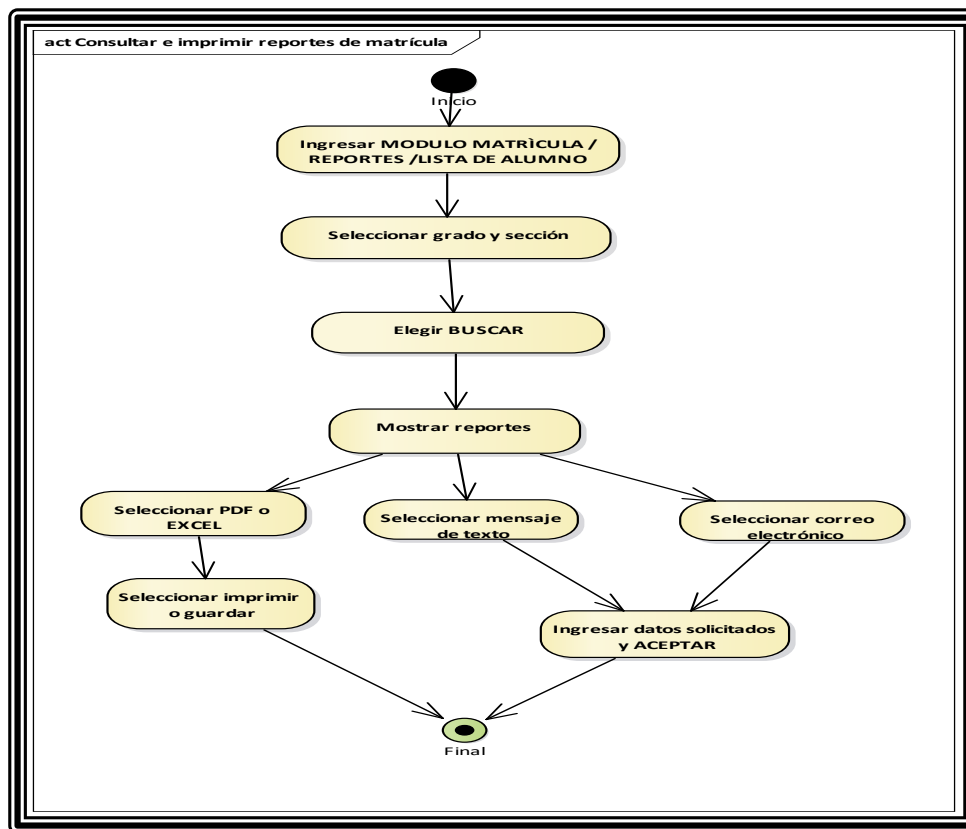 act Consultar e imprimir reportes de matrícula
Inicio
Ingresar MODULO MATRÌCULA /
REPORTES /LISTA DE ALUMNO
Seleccionar grado y sección
Elegir BUSCAR
Mostrar reportes
Seleccionar PDF o
EXCEL
Seleccionar mensaje
de texto
Seleccionar correo
electrónico
Seleccionar imprimir
o guardar
Ingresar datos solicitados
y ACEPTAR
Final